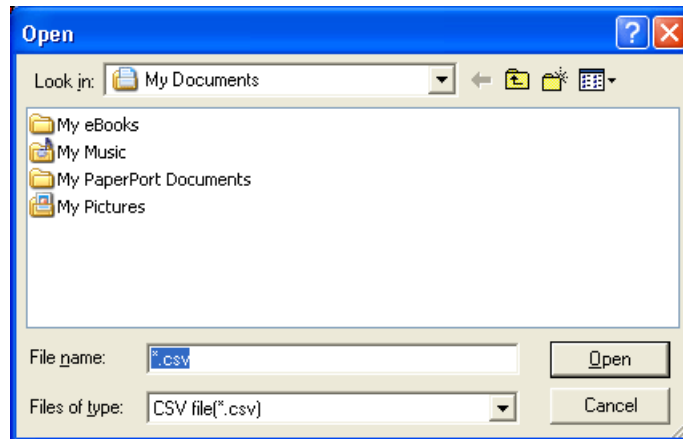 Open
Look in: My Documents
My eBooks
My Music
My PaperPort Documents
My Pictures
File name: *.csv Open
Files of type: CSV file(*.csv) Cancel